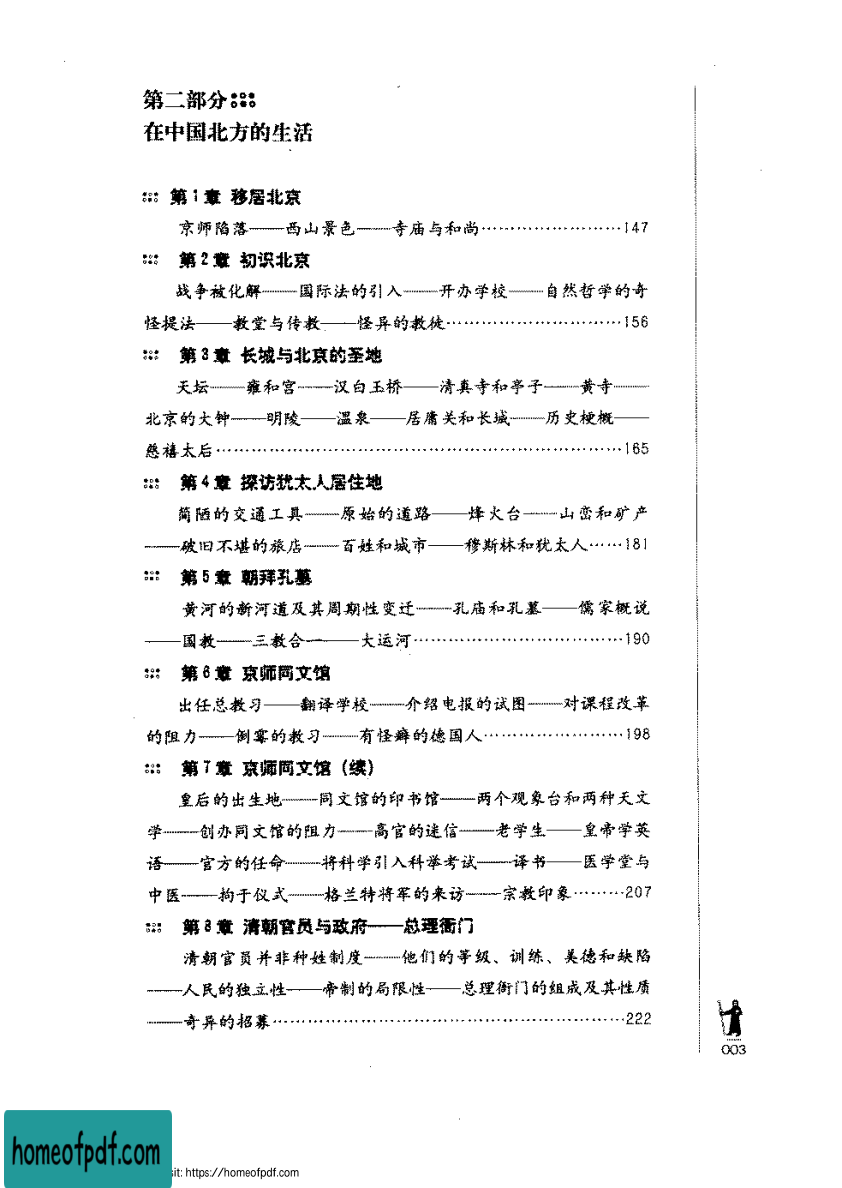 第二部分
在中国北方的生活
第1章 移居北京
京师陷落——西山景色——寺庙与和尚……………………147
第2章 初识北京
战争被化解——国际法的引入——开办学校——自然哲学的奇
怪提法——教堂与传教——怪异的教徒…………………………156
第3章 长城与北京的圣地
天坛——雍和宫——汉白玉桥——清真寺和亭子——黄寺——
北京的大钟——明陵——温泉——居庸关和长城——历史梗概——
慈禧太后……………………………………………………………165
第4章 探访犹太人居住地
简陋的交通工具——原始的道路——烽火台——山峦和矿产
——破旧不堪的旅店——百姓和城市——穆斯林和犹太人……181
第5章 朝拜孔墓
黄河的新河道及其周期性变迁——孔庙和孔墓——儒家概说
——国教——三教合一——大运河………………………………190
第6章 京师同文馆
出任总教习——翻译学校——介绍电报的试图——对课程改革
的阻力——倒霉的教习——有怪癖的德国人……………………198
第7章 京师同文馆（续）
皇后的出生地——同文馆的印书馆——两个观象台和两种天文
学——创办同文馆的阻力——高官的迷信——老学生——皇帝学英
语——官方的任命——将科学引入科举考试——译书——医学堂与
中医——拘于仪式——格兰特将军的来访——宗教印象………207
第8章 清朝官员与政府——总理衙门
清朝官员并非种姓制度——他们的等级、训练、美德和缺陷
——人民的独立性——帝制的局限性——总理衙门的组成及其性质
——奇异的招募……………………………………………………222
003
homeofpdf.com
sit: https://homeofpdf.com